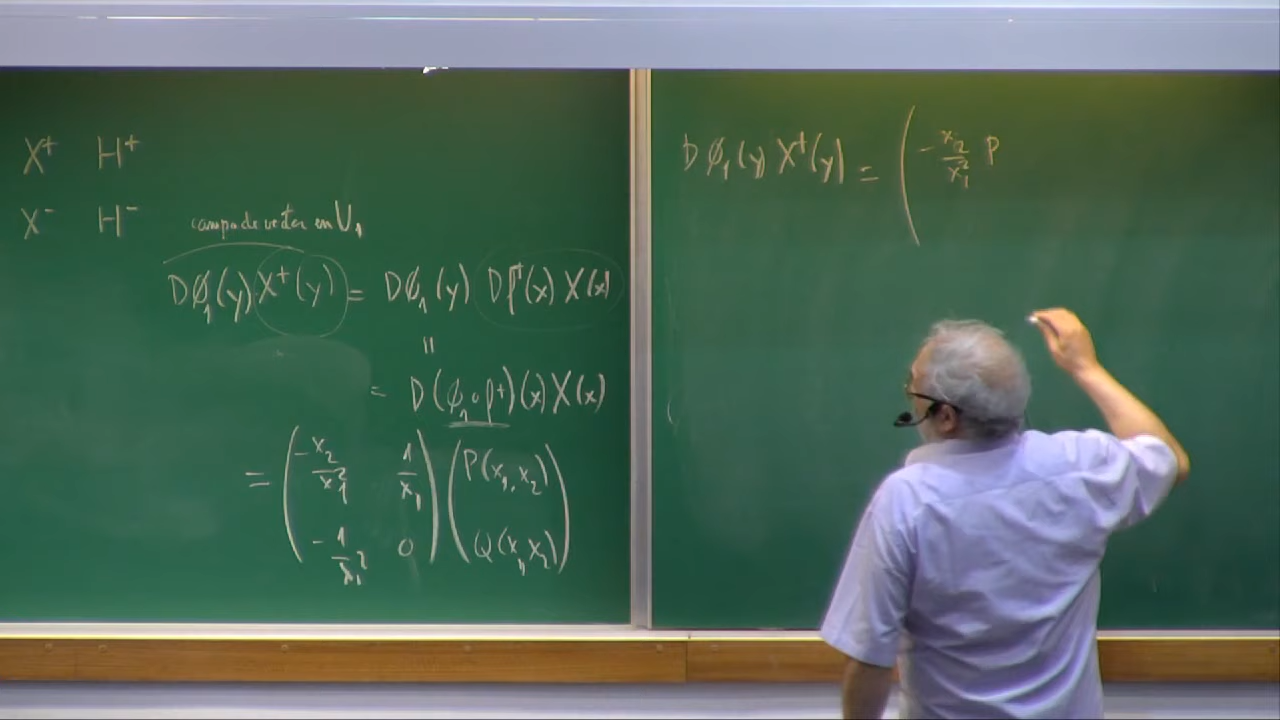 X⁺ H⁺
X⁻ H⁻
campo de vector en U₁
Dϕ₁(y) X⁺(y) = Dϕ₁(y) Df⁺(x) X(x)
=
= D(ϕ₁∘f⁺)(x) X(x)
= ( -x₂/x₁² 1/x₁ ) ( P(x₁, x₂) )
( -1/x₁² 0 ) ( Q(x₁, x₂) )
Dϕ₁(y) X⁺(y) = ( -x₂/x₁² P